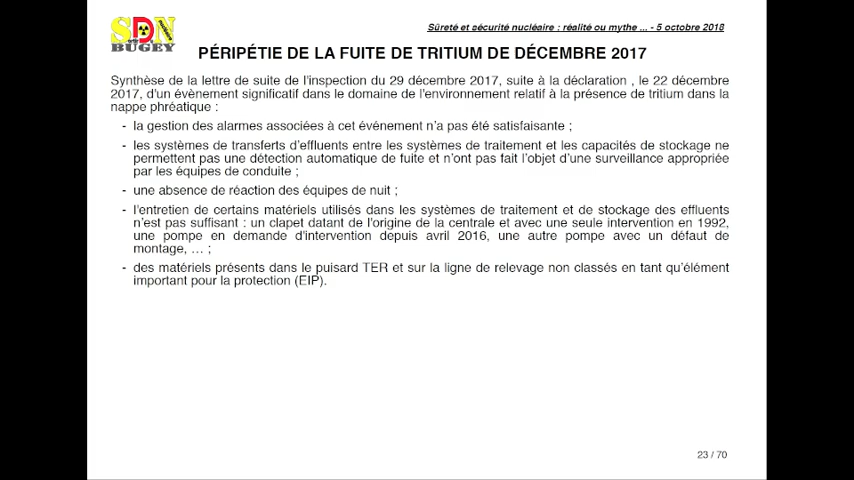 SDN
BUGEY
Sûreté et sécurité nucléaire : réalité ou mythe ... - 5 octobre 2018
PÉRIPÉTIE DE LA FUITE DE TRITIUM DE DÉCEMBRE 2017
Synthèse de la lettre de suite de l'inspection du 29 décembre 2017, suite à la déclaration , le 22 décembre
2017, d'un évènement significatif dans le domaine de l'environnement relatif à la présence de tritium dans la
nappe phréatique :
- la gestion des alarmes associées à cet événement n'a pas été satisfaisante ;
- les systèmes de transferts d'effluents entre les systèmes de traitement et les capacités de stockage ne
permettent pas une détection automatique de fuite et n'ont pas fait l'objet d'une surveillance appropriée
par les équipes de conduite ;
- une absence de réaction des équipes de nuit ;
- l'entretien de certains matériels utilisés dans les systèmes de traitement et de stockage des effluents
n'est pas suffisant : un clapet datant de l'origine de la centrale et avec une seule intervention en 1992,
une pompe en demande d'intervention depuis avril 2016, une autre pompe avec un défaut de
montage, ... ;
- des matériels présents dans le puisard TER et sur la ligne de relevage non classés en tant qu'élément
important pour la protection (EIP).
23 / 70